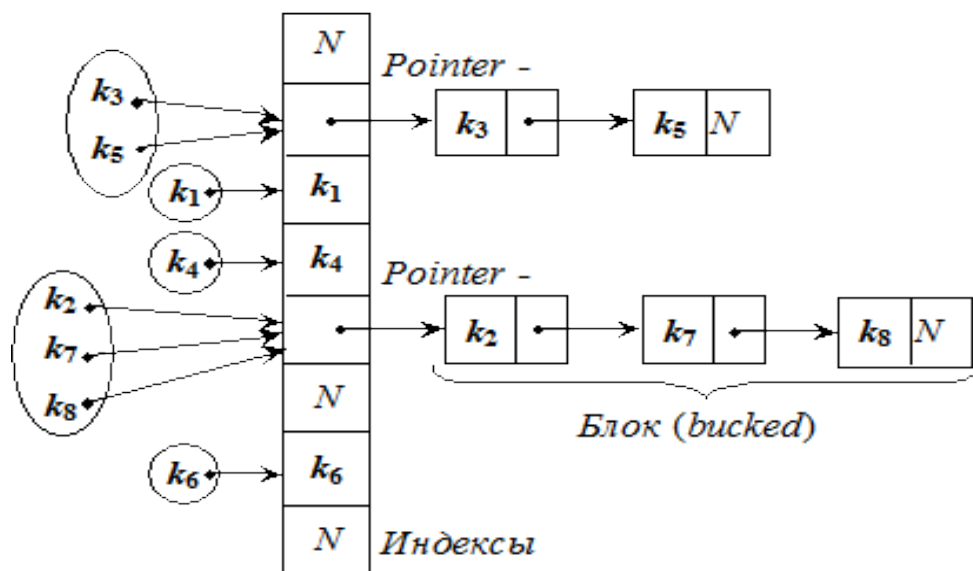 N
Pointer -
k3
k3
k5 N
k5
k1
k1
k4
k4
Pointer -
k2
k2
k7
k8 N
k7
k8
N
Блок (bucked)
k6
k6
N
Индексы